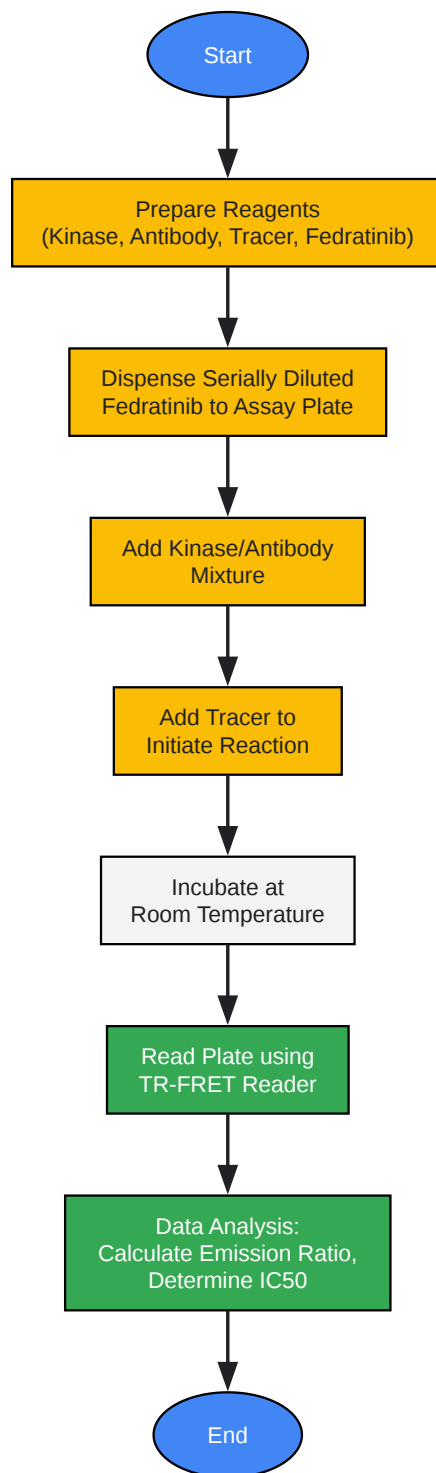 Start
Prepare Reagents
(Kinase, Antibody, Tracer, Fedratinib)
Dispense Serially Diluted
Fedratinib to Assay Plate
Add Kinase/Antibody
Mixture
Add Tracer to
Initiate Reaction
Incubate at
Room Temperature
Read Plate using
TR-FRET Reader
Data Analysis:
Calculate Emission Ratio,
Determine IC50
End